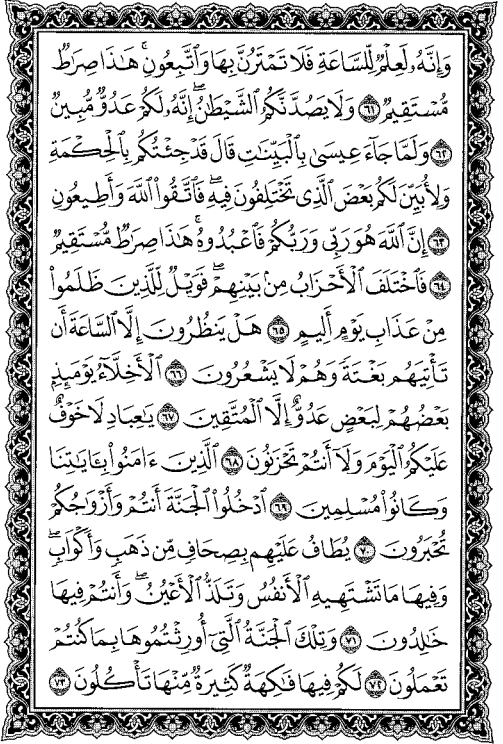 وَإِنَّهُۥ لَعِلْمٌ لِّلسَّاعَةِ فَلَا تَمْتَرُنَّ بِهَا وَٱتَّبِعُونِ ۚ هَٰذَا صِرَٰطٌ
مُّسْتَقِيمٌ ٦١ وَلَا يَصُدَّنَّكُمُ ٱلشَّيْطَٰنُ ۖ إِنَّهُۥ لَكُمْ عَدُوٌّ مُّبِينٌ
٦٢ وَلَمَّا جَآءَ عِيسَىٰ بِٱلْبَيِّنَٰتِ قَالَ قَدْ جِئْتُكُم بِٱلْحِكْمَةِ
وَلِأُبَيِّنَ لَكُم بَعْضَ ٱلَّذِى تَخْتَلِفُونَ فِيهِ ۖ فَٱتَّقُوا۟ ٱللَّهَ وَأَطِيعُونِ
٦٣ إِنَّ ٱللَّهَ هُوَ رَبِّى وَرَبُّكُمْ فَٱعْبُدُوهُ ۚ هَٰذَا صِرَٰطٌ مُّسْتَقِيمٌ
٦٤ فَٱخْتَلَفَ ٱلْأَحْزَابُ مِنۢ بَيْنِهِمْ ۖ فَوَيْلٌ لِّلَّذِينَ ظَلَمُوا۟
مِنْ عَذَابِ يَوْمٍ أَلِيمٍ ٦٥ هَلْ يَنظُرُونَ إِلَّا ٱلسَّاعَةَ أَن
تَأْتِيَهُم بَغْتَةً وَهُمْ لَا يَشْعُرُونَ ٦٦ ٱلْأَخِلَّآءُ يَوْمَئِذٍۭ
بَعْضُهُمْ لِبَعْضٍ عَدُوٌّ إِلَّا ٱلْمُتَّقِينَ ٦٧ يَٰعِبَادِ لَا خَوْفٌ
عَلَيْكُمُ ٱلْيَوْمَ وَلَآ أَنتُمْ تَحْزَنُونَ ٦٨ ٱلَّذِينَ ءَامَنُوا۟ بِـَٔايَٰتِنَا
وَكَانُوا۟ مُسْلِمِينَ ٦٩ ٱدْخُلُوا۟ ٱلْجَنَّةَ أَنتُمْ وَأَزْوَٰجُكُمْ
تُحْبَرُونَ ٧٠ يُطَافُ عَلَيْهِم بِصِحَافٍ مِّن ذَهَبٍ وَأَكْوَابٍ ۖ
وَفِيهَا مَا تَشْتَهِيهِ ٱلْأَنفُسُ وَتَلَذُّ ٱلْأَعْيُنُ ۖ وَأَنتُمْ فِيهَا
خَٰلِدُونَ ٧١ وَتِلْكَ ٱلْجَنَّةُ ٱلَّتِىٓ أُورِثْتُمُوهَا بِمَا كُنتُمْ
تَعْمَلُونَ ٧٢ لَكُمْ فِيهَا فَٰكِهَةٌ كَثِيرَةٌ مِّنْهَا تَأْكُلُونَ ٧٣